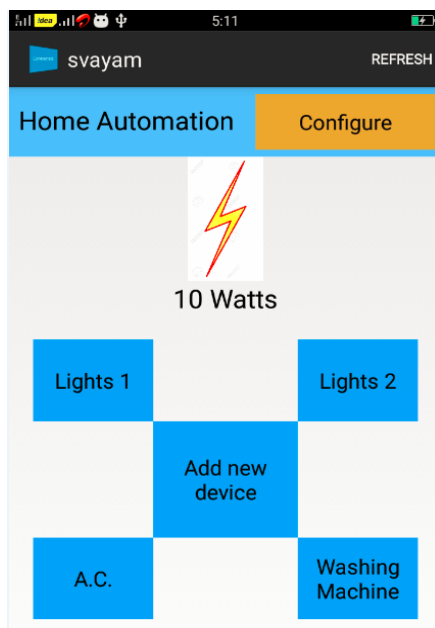 idea 5:11
svayam REFRESH
Home Automation Configure
10 Watts
Lights 1 Lights 2
Add new
device
A.C. Washing
Machine